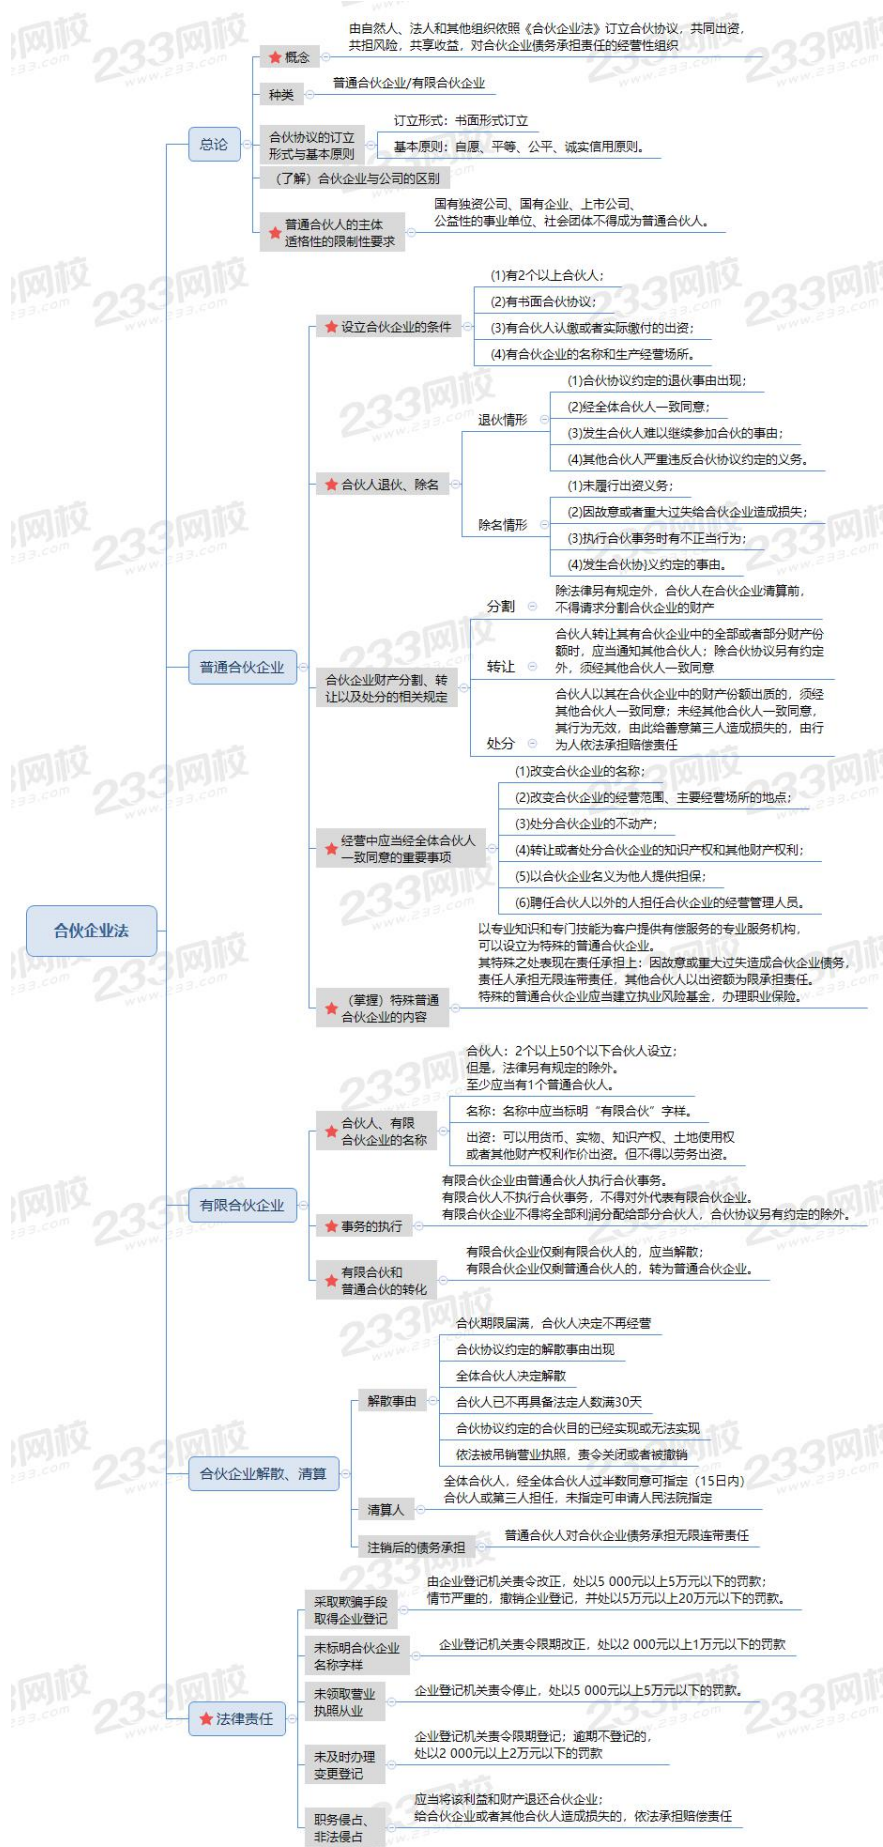 合伙企业法
总论
★ 概念
由自然人、法人和其他组织依照《合伙企业法》订立合伙协议，共同出资，
共担风险，共享收益，对合伙企业债务承担责任的经营性组织
种类
普通合伙企业/有限合伙企业
合伙协议的订立
形式与基本原则
订立形式：书面形式订立
基本原则：自愿、平等、公平、诚实信用原则。
（了解）合伙企业与公司的区别
★ 普通合伙人的主体
适格性的限制性要求
国有独资公司、国有企业、上市公司、
公益性的事业单位、社会团体不得成为普通合伙人。
普通合伙企业
★ 设立合伙企业的条件
(1)有2个以上合伙人；
(2)有书面合伙协议；
(3)有合伙人认缴或者实际缴付的出资；
(4)有合伙企业的名称和生产经营场所。
★ 合伙人退伙、除名
退伙情形
(1)合伙协议约定的退伙事由出现；
(2)经全体合伙人一致同意；
(3)发生合伙人难以继续参加合伙的事由；
(4)其他合伙人严重违反合伙协议约定的义务。
除名情形
(1)未履行出资义务；
(2)因故意或者重大过失给合伙企业造成损失；
(3)执行合伙事务时有不正当行为；
(4)发生合伙协义约定的事由。
合伙企业财产分割、转
让以及处分的相关规定
分割
除法律另有规定外，合伙人在合伙企业清算前，
不得请求分割合伙企业的财产
转让
合伙人转让其有合伙企业中的全部或者部分财产份
额时，应当通知其他合伙人；除合伙协议另有约定
外，须经其他合伙人一致同意
处分
合伙人以其在合伙企业中的财产份额出质的，须经
其他合伙人一致同意；未经其他合伙人一致同意，
其行为无效，由此给善意第三人造成损失的，由行
为人依法承担赔偿责任
★ 经营中应当经全体合伙人
一致同意的重要事项
(1)改变合伙企业的名称；
(2)改变合伙企业的经营范围、主要经营场所的地点；
(3)处分合伙企业的不动产；
(4)转让或者处分合伙企业的知识产权和其他财产权利；
(5)以合伙企业名义为他人提供担保；
(6)聘任合伙人以外的人担任合伙企业的经营管理人员。
★ （掌握）特殊普通
合伙企业的内容
以专业知识和专门技能为客户提供有偿服务的专业服务机构，
可以设立为特殊的普通合伙企业。
其特殊之处表现在责任承担上：因故意或重大过失造成合伙企业债务，
责任人承担无限连带责任，其他合伙人以出资额为限承担责任。
特殊的普通合伙企业应当建立执业风险基金，办理职业保险。
有限合伙企业
★ 合伙人、有限
合伙企业的名称
合伙人：2个以上50个以下合伙人设立；
但是，法律另有规定的除外。
至少应当有1个普通合伙人。
名称：名称中应当标明“有限合伙”字样。
出资：可以用货币、实物、知识产权、土地使用权
或者其他财产权利作价出资。但不得以劳务出资。
★ 事务的执行
有限合伙企业由普通合伙人执行合伙事务。
有限合伙人不执行合伙事务，不得对外代表有限合伙企业。
有限合伙企业不得将全部利润分配给部分合伙人，合伙协议另有约定的除外。
★ 有限合伙和
普通合伙的转化
有限合伙企业仅剩有限合伙人的，应当解散；
有限合伙企业仅剩普通合伙人的，转为普通合伙企业。
合伙企业解散、清算
解散事由
合伙期限届满，合伙人决定不再经营
合伙协议约定的解散事由出现
全体合伙人决定解散
合伙人已不再具备法定人数满30天
合伙协议约定的合伙目的已经实现或无法实现
依法被吊销营业执照，责令关闭或者被撤销
清算人
全体合伙人，经全体合伙人过半数同意可指定（15日内）
合伙人或第三人担任，未指定可申请人民法院指定
注销后的债务承担
普通合伙人对合伙企业债务承担无限连带责任
★ 法律责任
采取欺骗手段
取得企业登记
由企业登记机关责令改正，处以5 000元以上5万元以下的罚款；
情节严重的，撤销企业登记，并处以5万元以上20万元以下的罚款。
未标明合伙企业
名称字样
企业登记机关责令限期改正，处以2 000元以上1万元以下的罚款
未领取营业
执照从业
企业登记机关责令停止，处以5 000元以上5万元以下的罚款。
未及时办理
变更登记
企业登记机关责令限期登记；逾期不登记的，
处以2 000元以上2万元以下的罚款
职务侵占、
非法侵占
应当将该利益和财产退还合伙企业；
给合伙企业或者其他合伙人造成损失的，依法承担赔偿责任
233网校
www.233.com